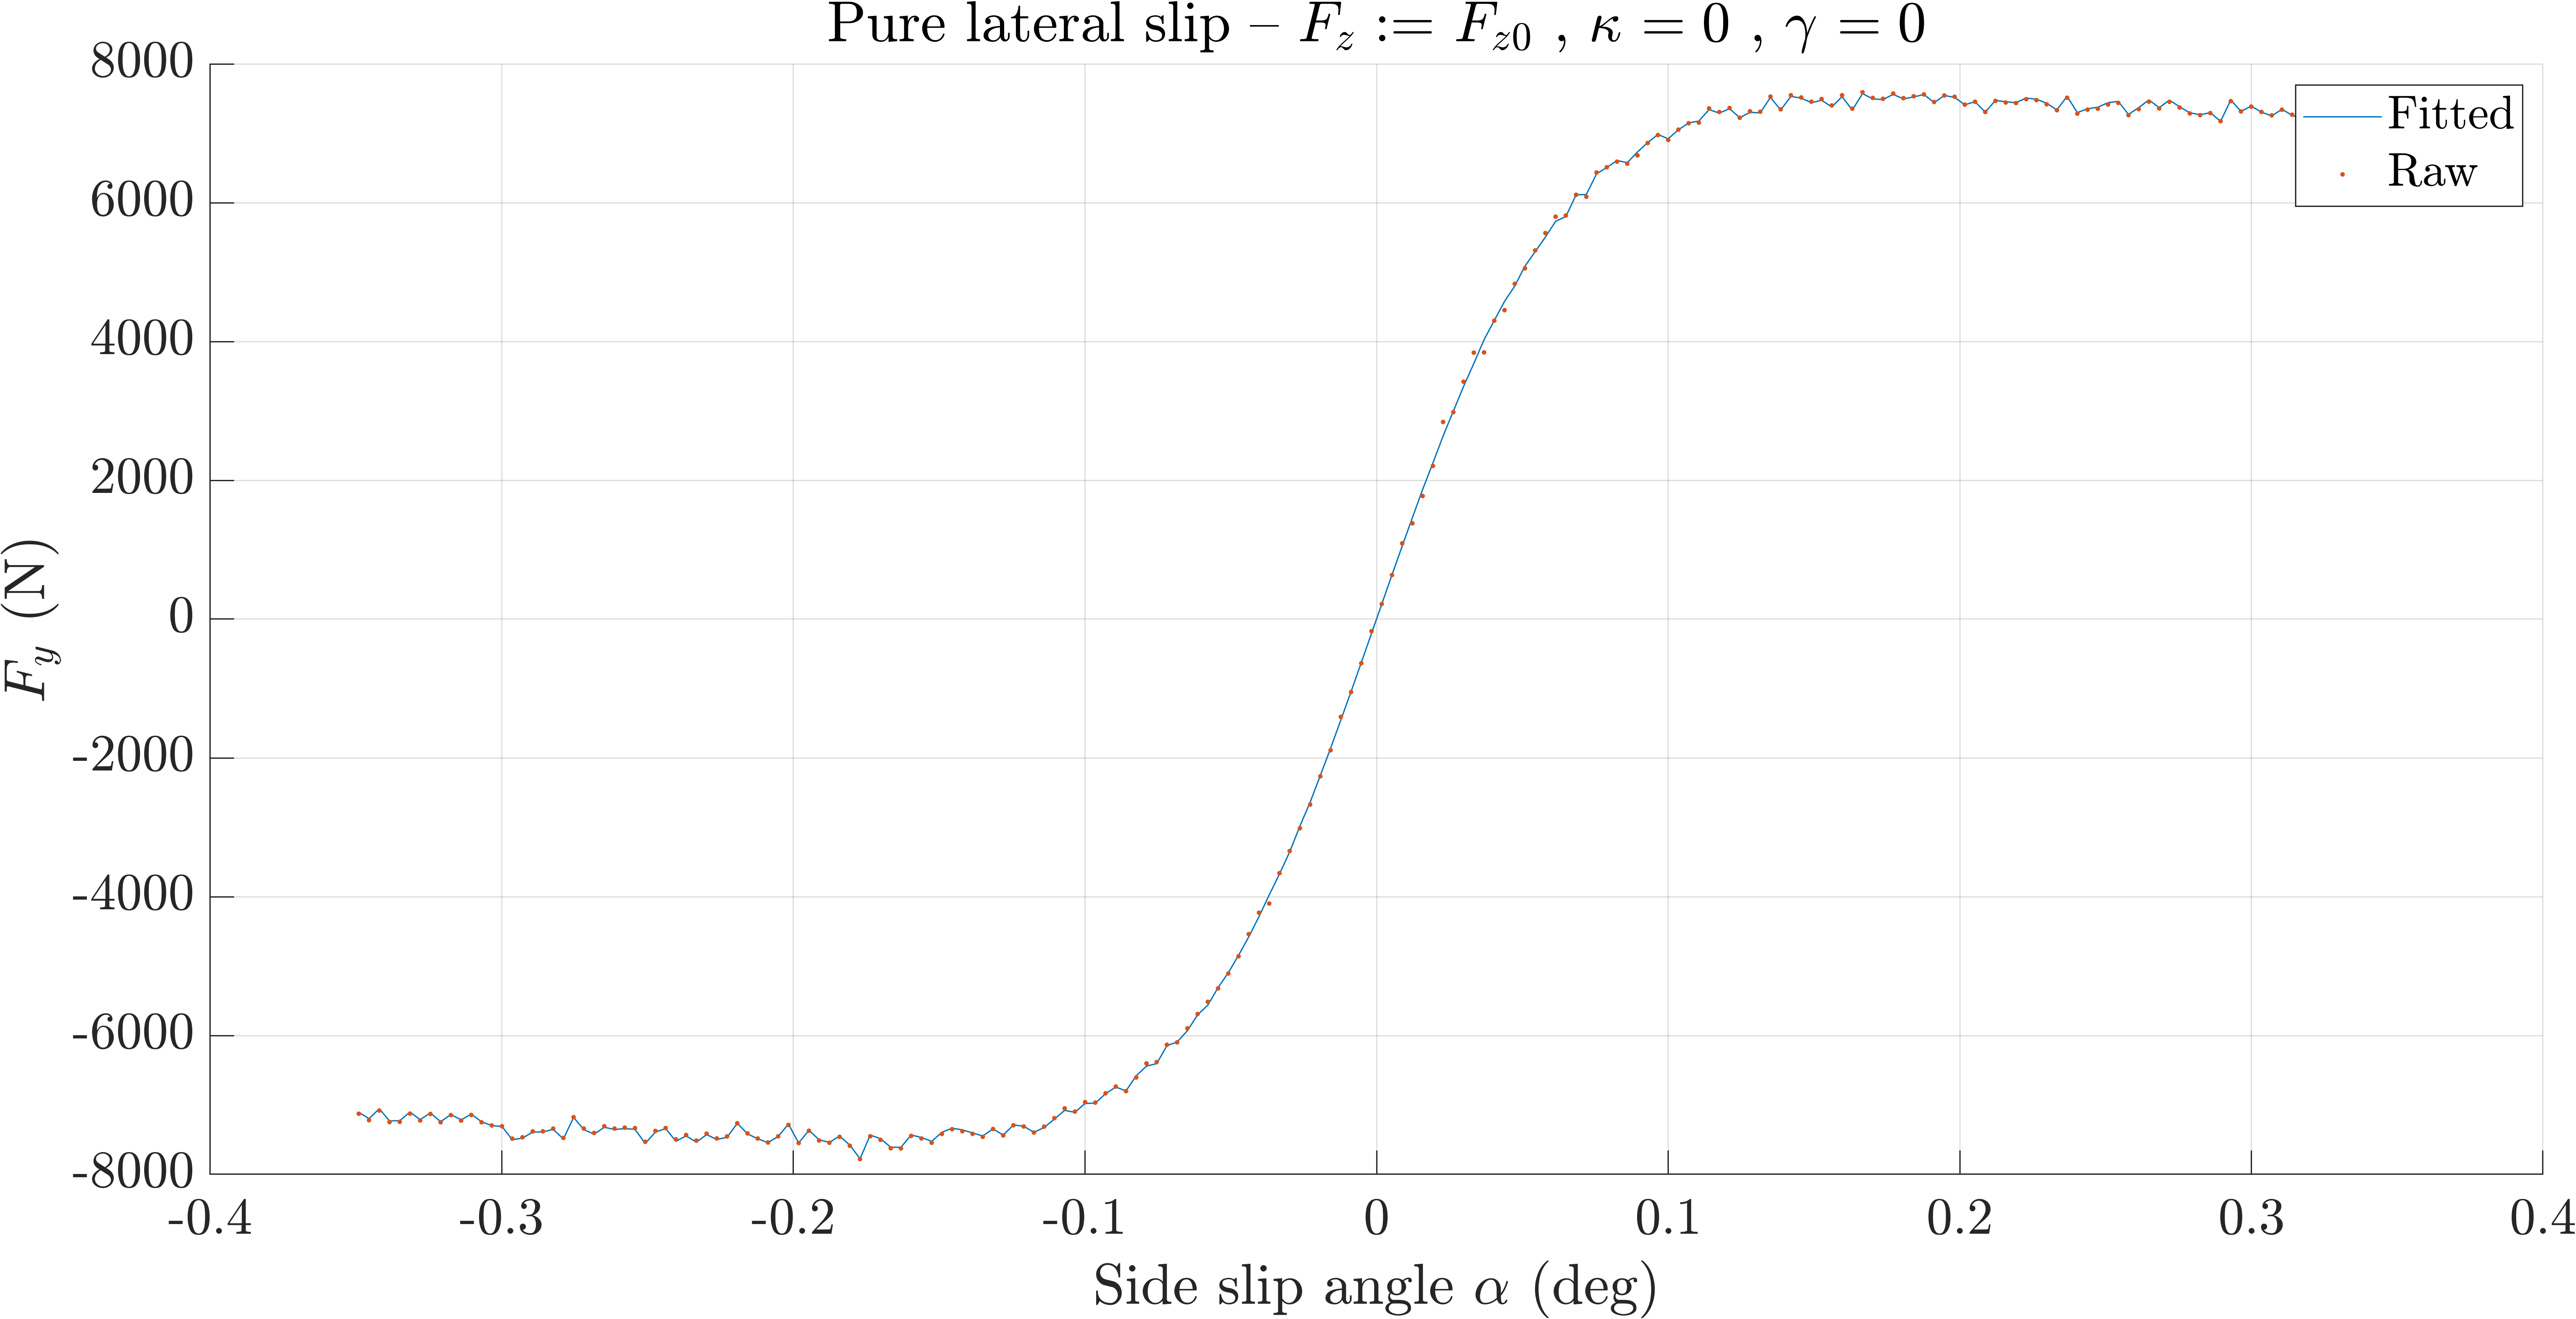 Pure lateral slip – F_z := F_{z0} , κ = 0 , γ = 0
8000
6000
4000
2000
0
-2000
-4000
-6000
-8000
F_y (N)
Fitted
Raw
-0.4 -0.3 -0.2 -0.1 0 0.1 0.2 0.3 0.4
Side slip angle α (deg)